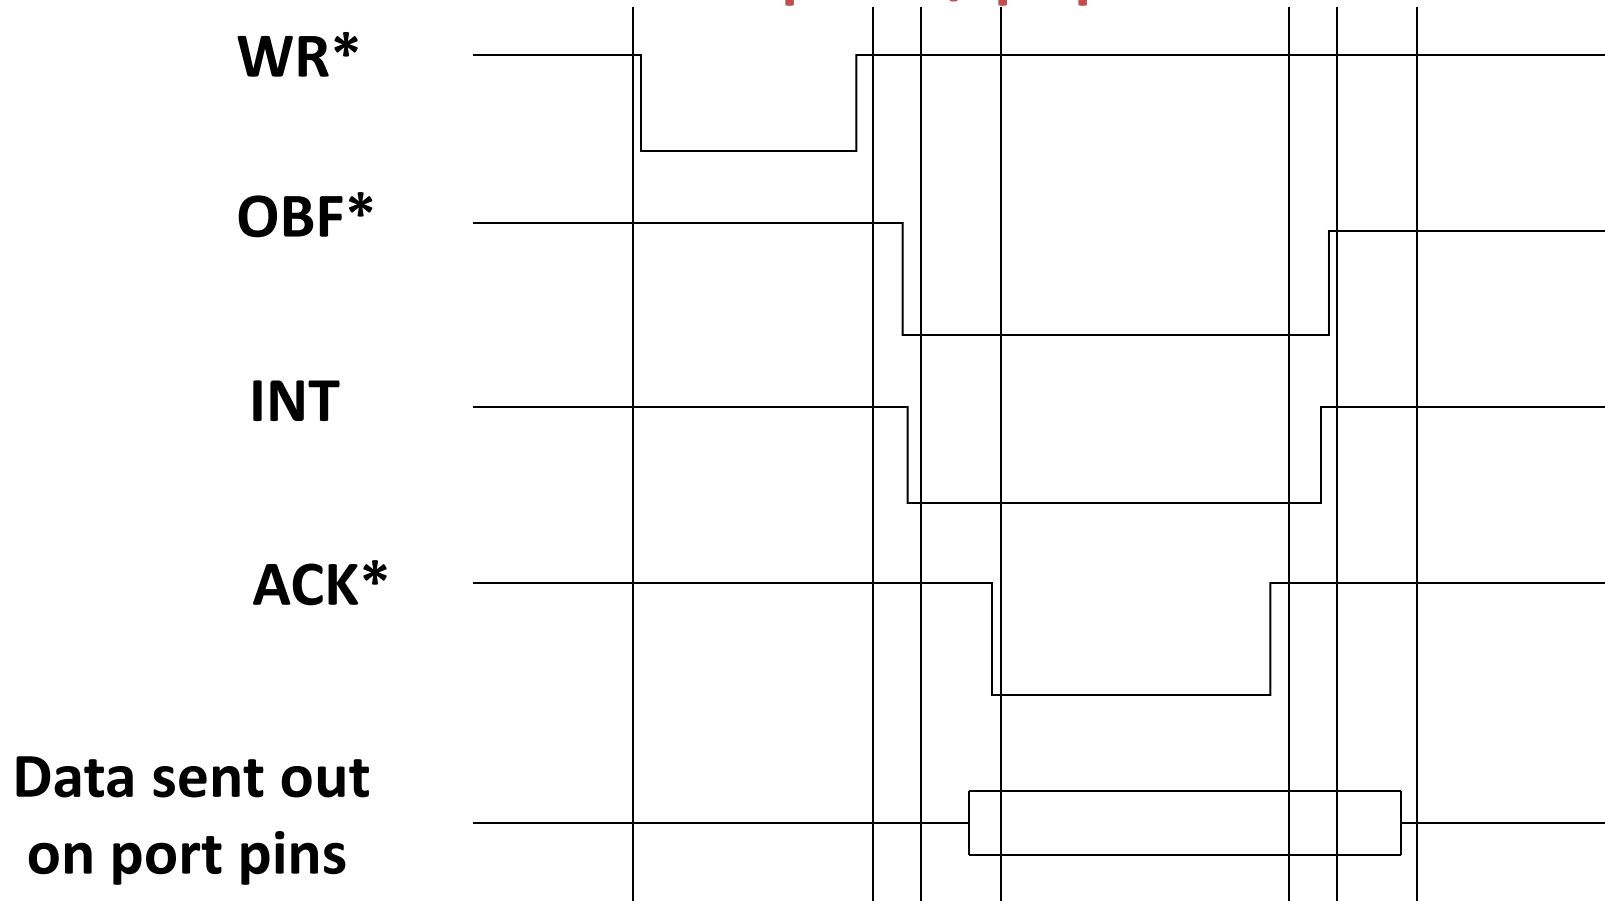 WR*
OBF*
INT
ACK*
Data sent out
on port pins